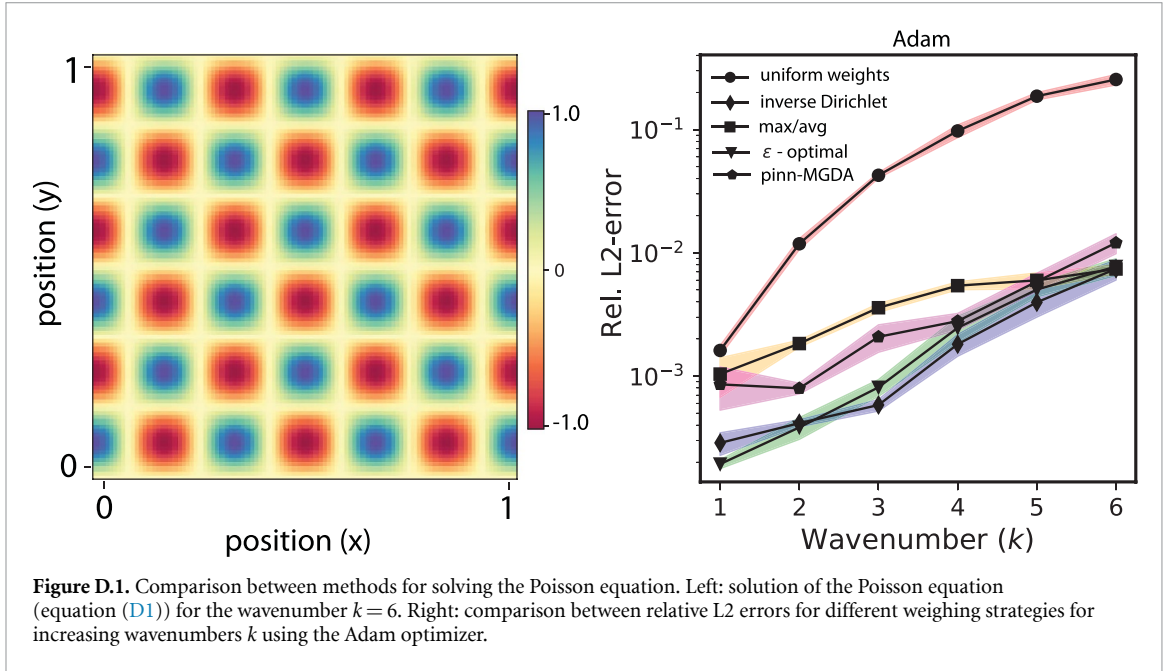 1
0
position (y)
0
1
position (x)
1.0
0
-1.0
Adam
uniform weights
inverse Dirichlet
max/avg
ε - optimal
pinn-MGDA
10⁻¹
10⁻²
10⁻³
Rel. L2-error
1 2 3 4 5 6
Wavenumber (k)
Figure D.1. Comparison between methods for solving the Poisson equation. Left: solution of the Poisson equation
(equation (D1)) for the wavenumber k = 6. Right: comparison between relative L2 errors for different weighing strategies for
increasing wavenumbers k using the Adam optimizer.